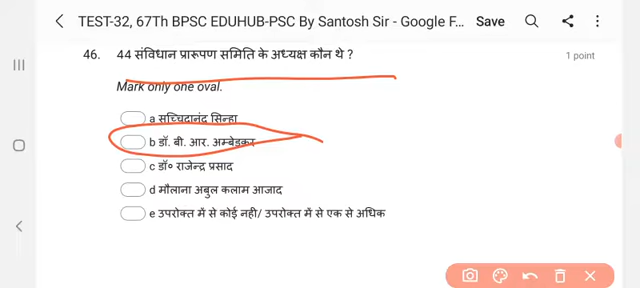 TEST-32, 67Th BPSC EDUHUB-PSC By Santosh Sir - Google F... Save
46. 44 संविधान प्रारूपण समिति के अध्यक्ष कौन थे ? 1 point
Mark only one oval.
a सच्चिदानंद सिन्हा
b डॉ. बी. आर. अम्बेडकर
c डॉ० राजेन्द्र प्रसाद
d मौलाना अबुल कलाम आजाद
e उपरोक्त में से कोई नही/ उपरोक्त में से एक से अधिक